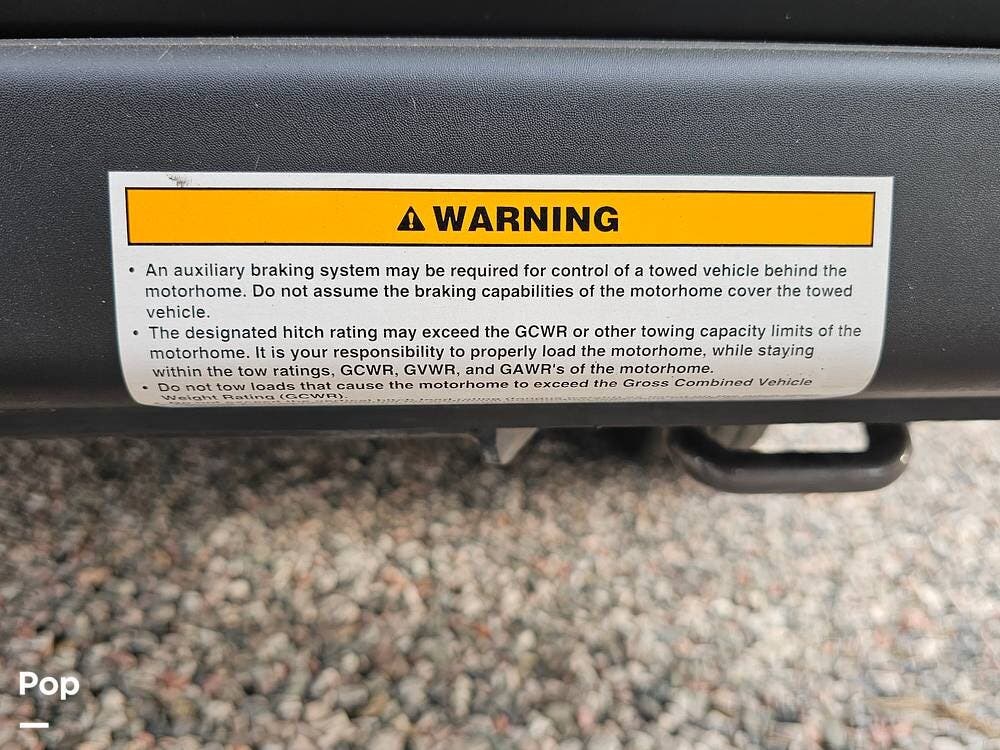 ⚠ WARNING
• An auxiliary braking system may be required for control of a towed vehicle behind the
motorhome. Do not assume the braking capabilities of the motorhome cover the towed
vehicle.
• The designated hitch rating may exceed the GCWR or other towing capacity limits of the
motorhome. It is your responsibility to properly load the motorhome, while staying
within the tow ratings, GCWR, GVWR, and GAWR's of the motorhome.
• Do not tow loads that cause the motorhome to exceed the Gross Combined Vehicle
Weight Rating (GCWR).
Pop